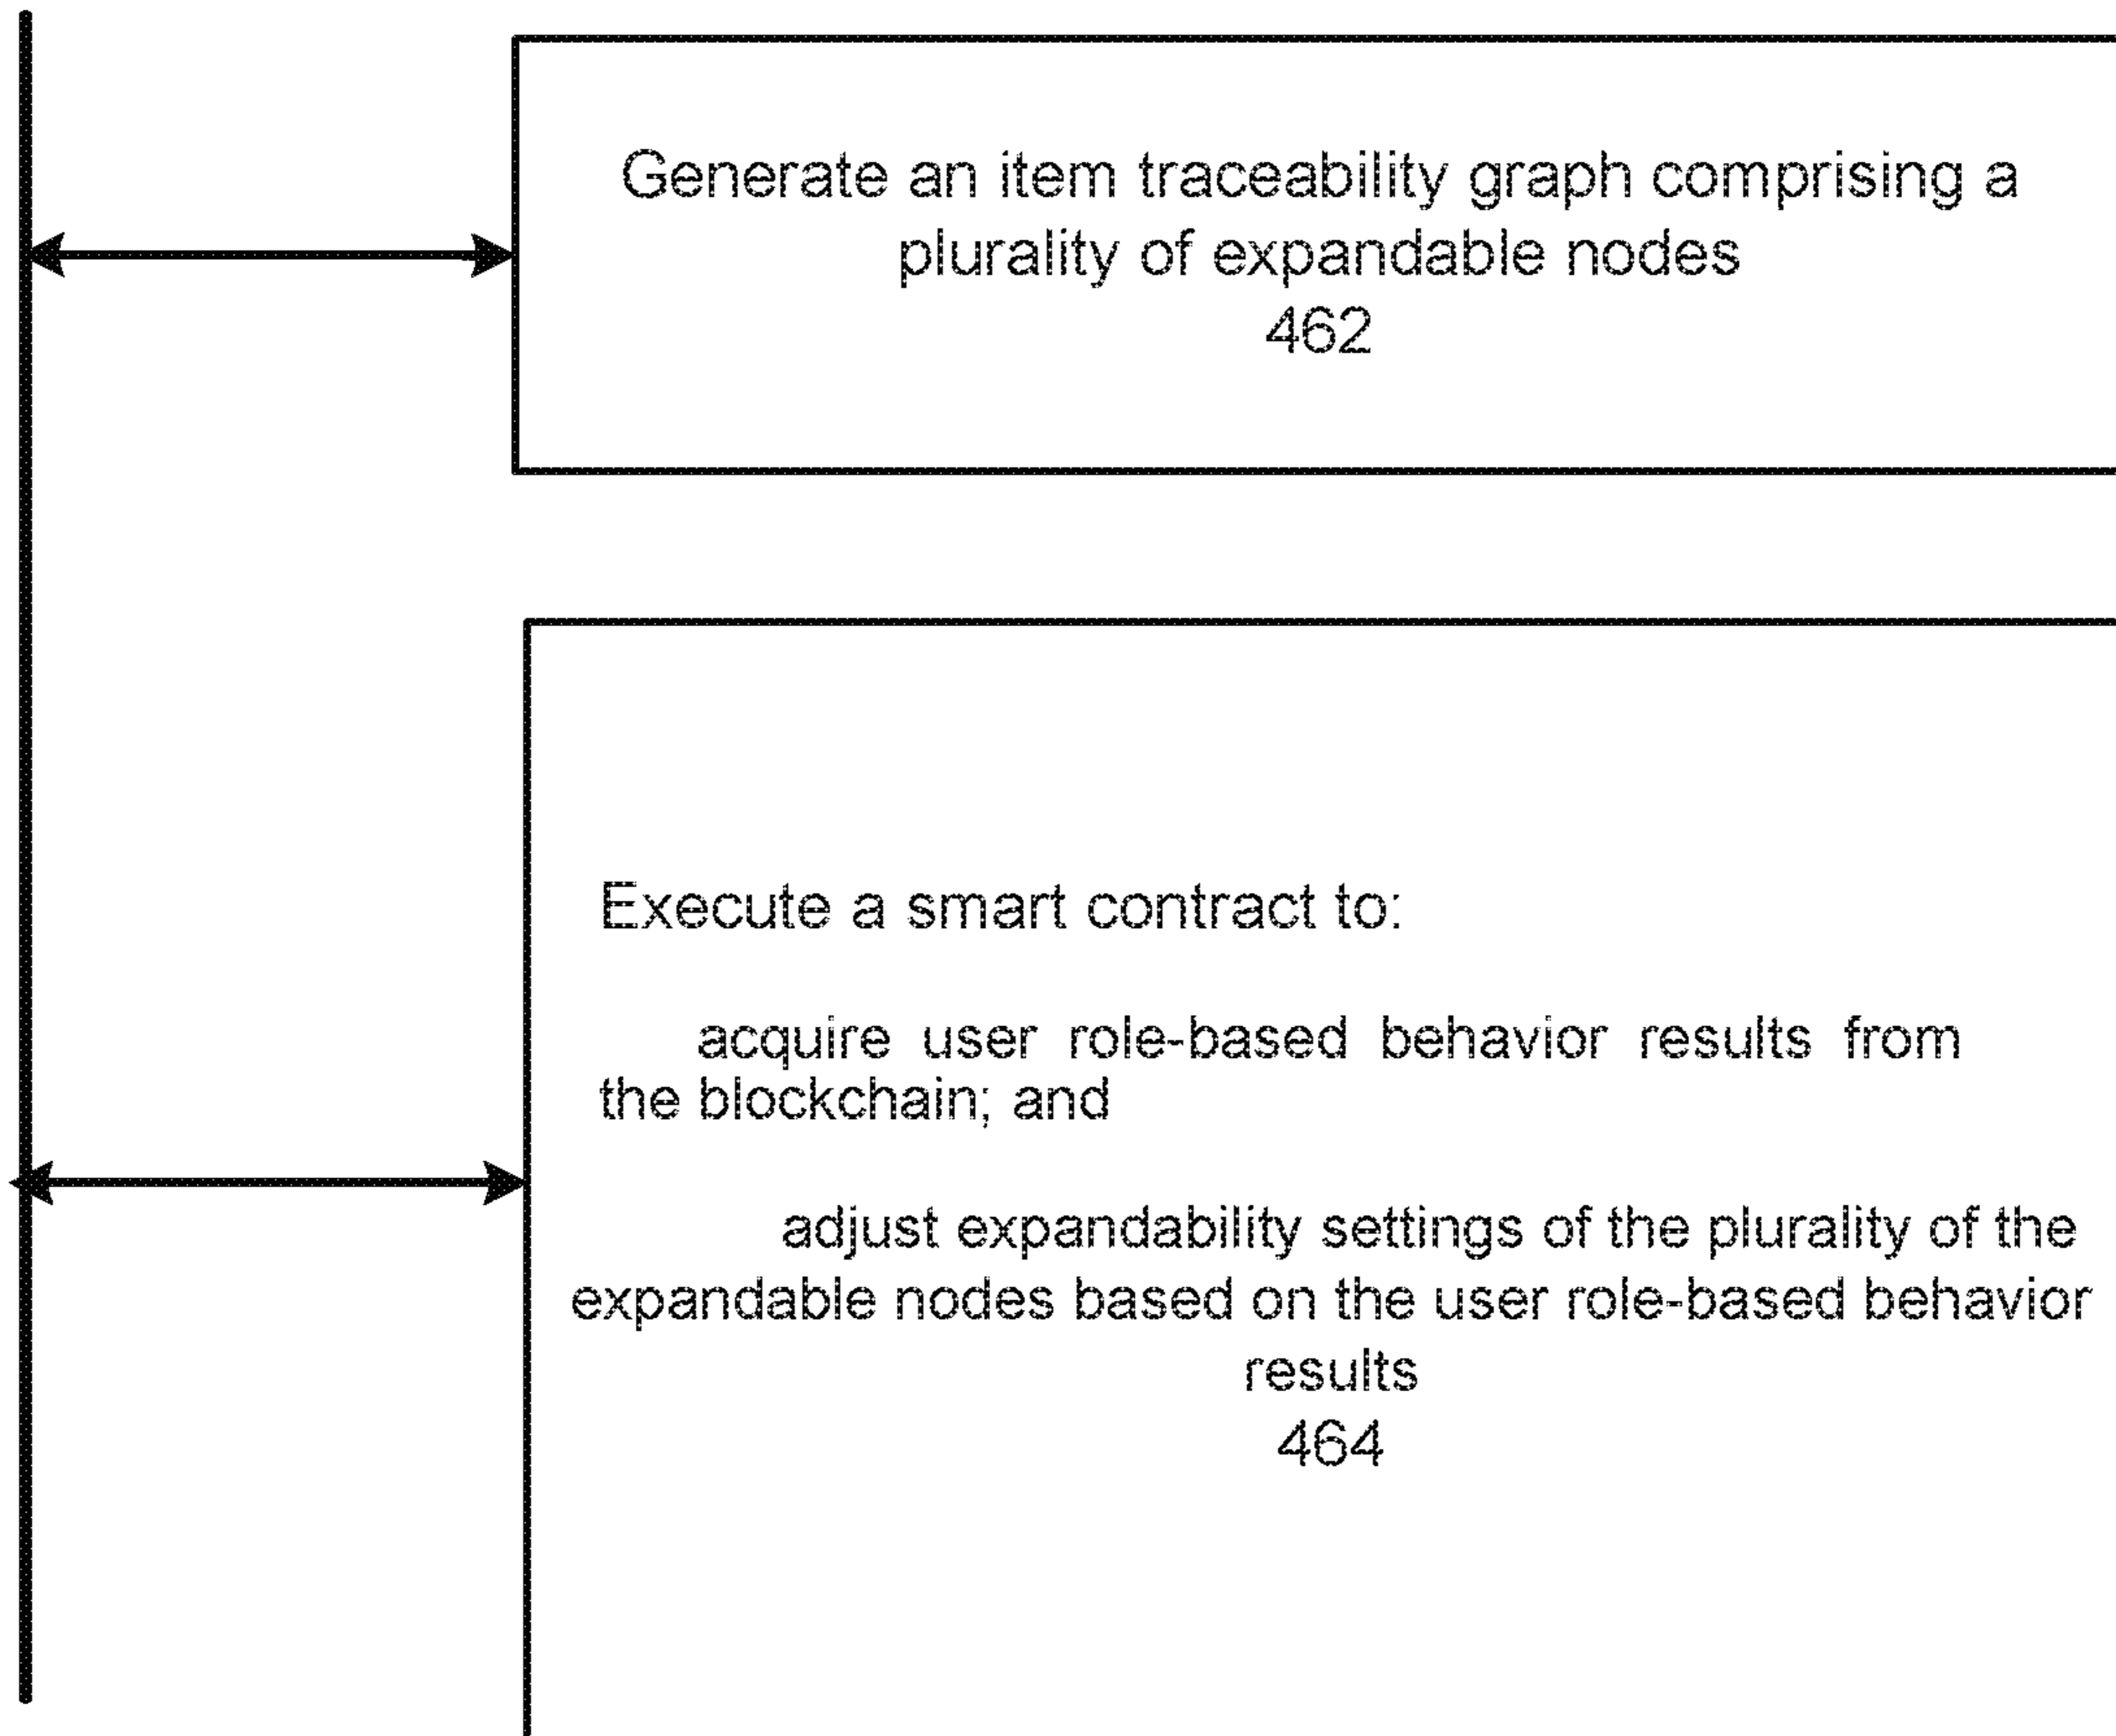 Generate an item traceability graph comprising a
plurality of expandable nodes
462
Execute a smart contract to:
acquire user role-based behavior results from
the blockchain; and
adjust expandability settings of the plurality of the
expandable nodes based on the user role-based behavior
results
464